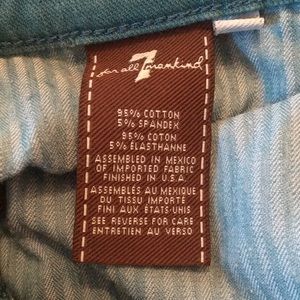 7
for all mankind
95% COTTON
5% SPANDEX
95% COTON
5% ÉLASTHANNE
ASSEMBLED IN MEXICO
OF IMPORTED FABRIC
FINISHED IN U.S.A.
ASSEMBLÉS AU MEXIQUE
DU TISSU IMPORTÉ
FINI AUX ÉTATS-UNIS
SEE REVERSE FOR CARE
ENTRETIEN AU VERSO